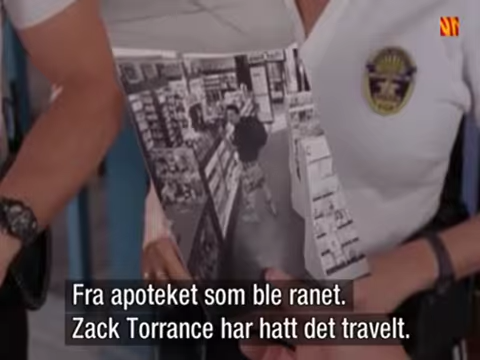 Fra apoteket som ble ranet.
Zack Torrance har hatt det travelt.